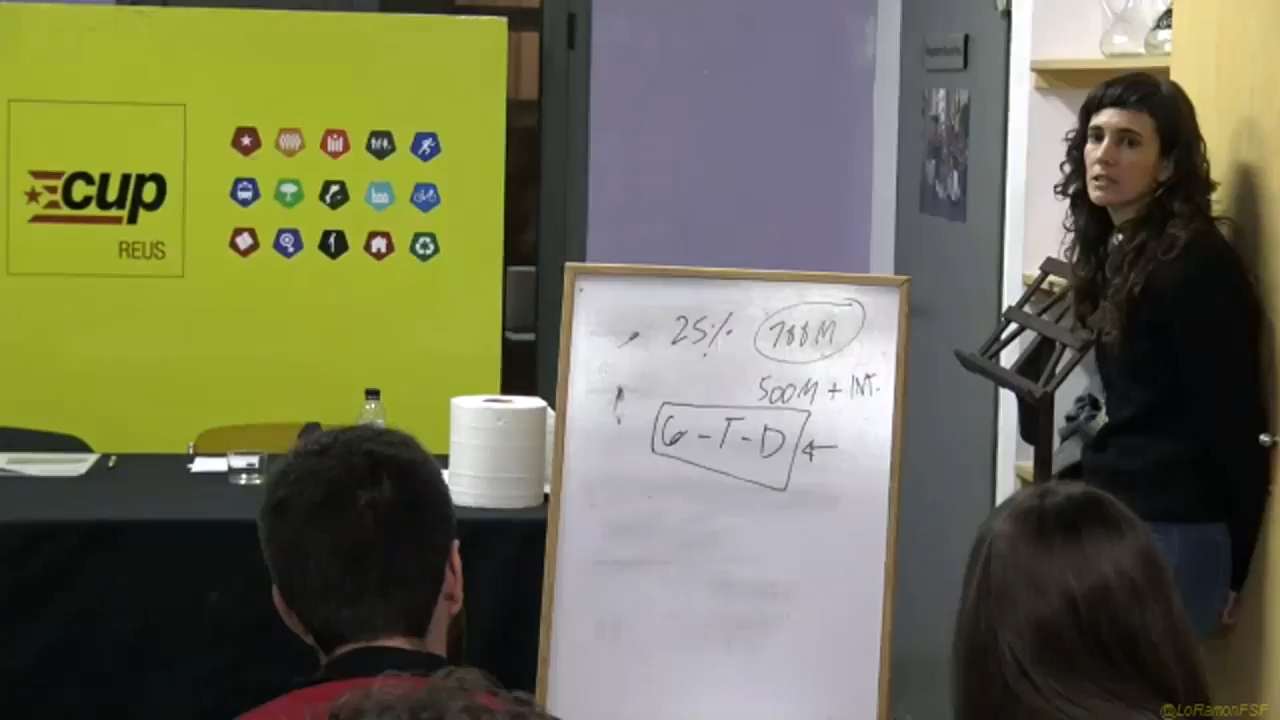 cup
REUS
25% 788M
500M + INT.
G-T-D ←
@LoRamonFSF